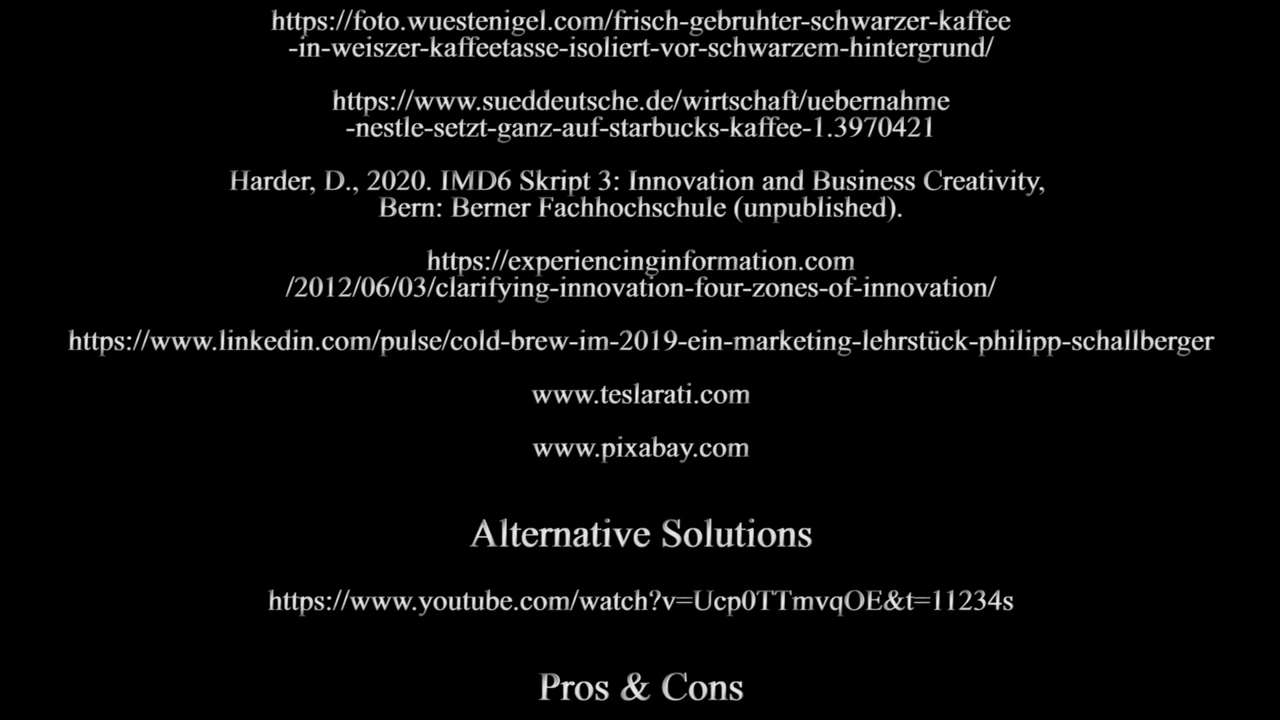 https://foto.wuestenigel.com/frisch-gebruhter-schwarzer-kaffee
-in-weiszer-kaffeetasse-isoliert-vor-schwarzem-hintergrund/
https://www.sueddeutsche.de/wirtschaft/uebernahme
-nestle-setzt-ganz-auf-starbucks-kaffee-1.3970421
Harder, D., 2020. IMD6 Skript 3: Innovation and Business Creativity,
Bern: Berner Fachhochschule (unpublished).
https://experiencinginformation.com
/2012/06/03/clarifying-innovation-four-zones-of-innovation/
https://www.linkedin.com/pulse/cold-brew-im-2019-ein-marketing-lehrstück-philipp-schallberger
www.teslarati.com
www.pixabay.com
Alternative Solutions
https://www.youtube.com/watch?v=Ucp0TTmvqOE&t=11234s
Pros & Cons